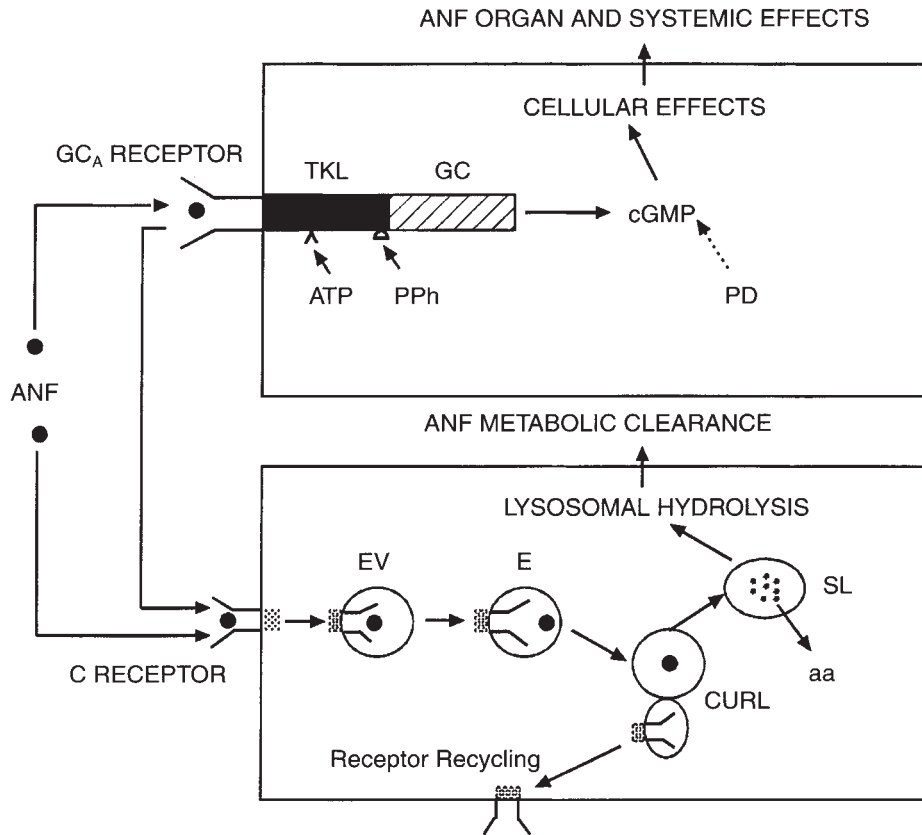 ANF ORGAN AND SYSTEMIC EFFECTS
CELLULAR EFFECTS
GCA RECEPTOR
TKL
GC
cGMP
ATP
PPh
PD
ANF
ANF METABOLIC CLEARANCE
LYSOSOMAL HYDROLYSIS
EV
E
SL
C RECEPTOR
aa
CURL
Receptor Recycling